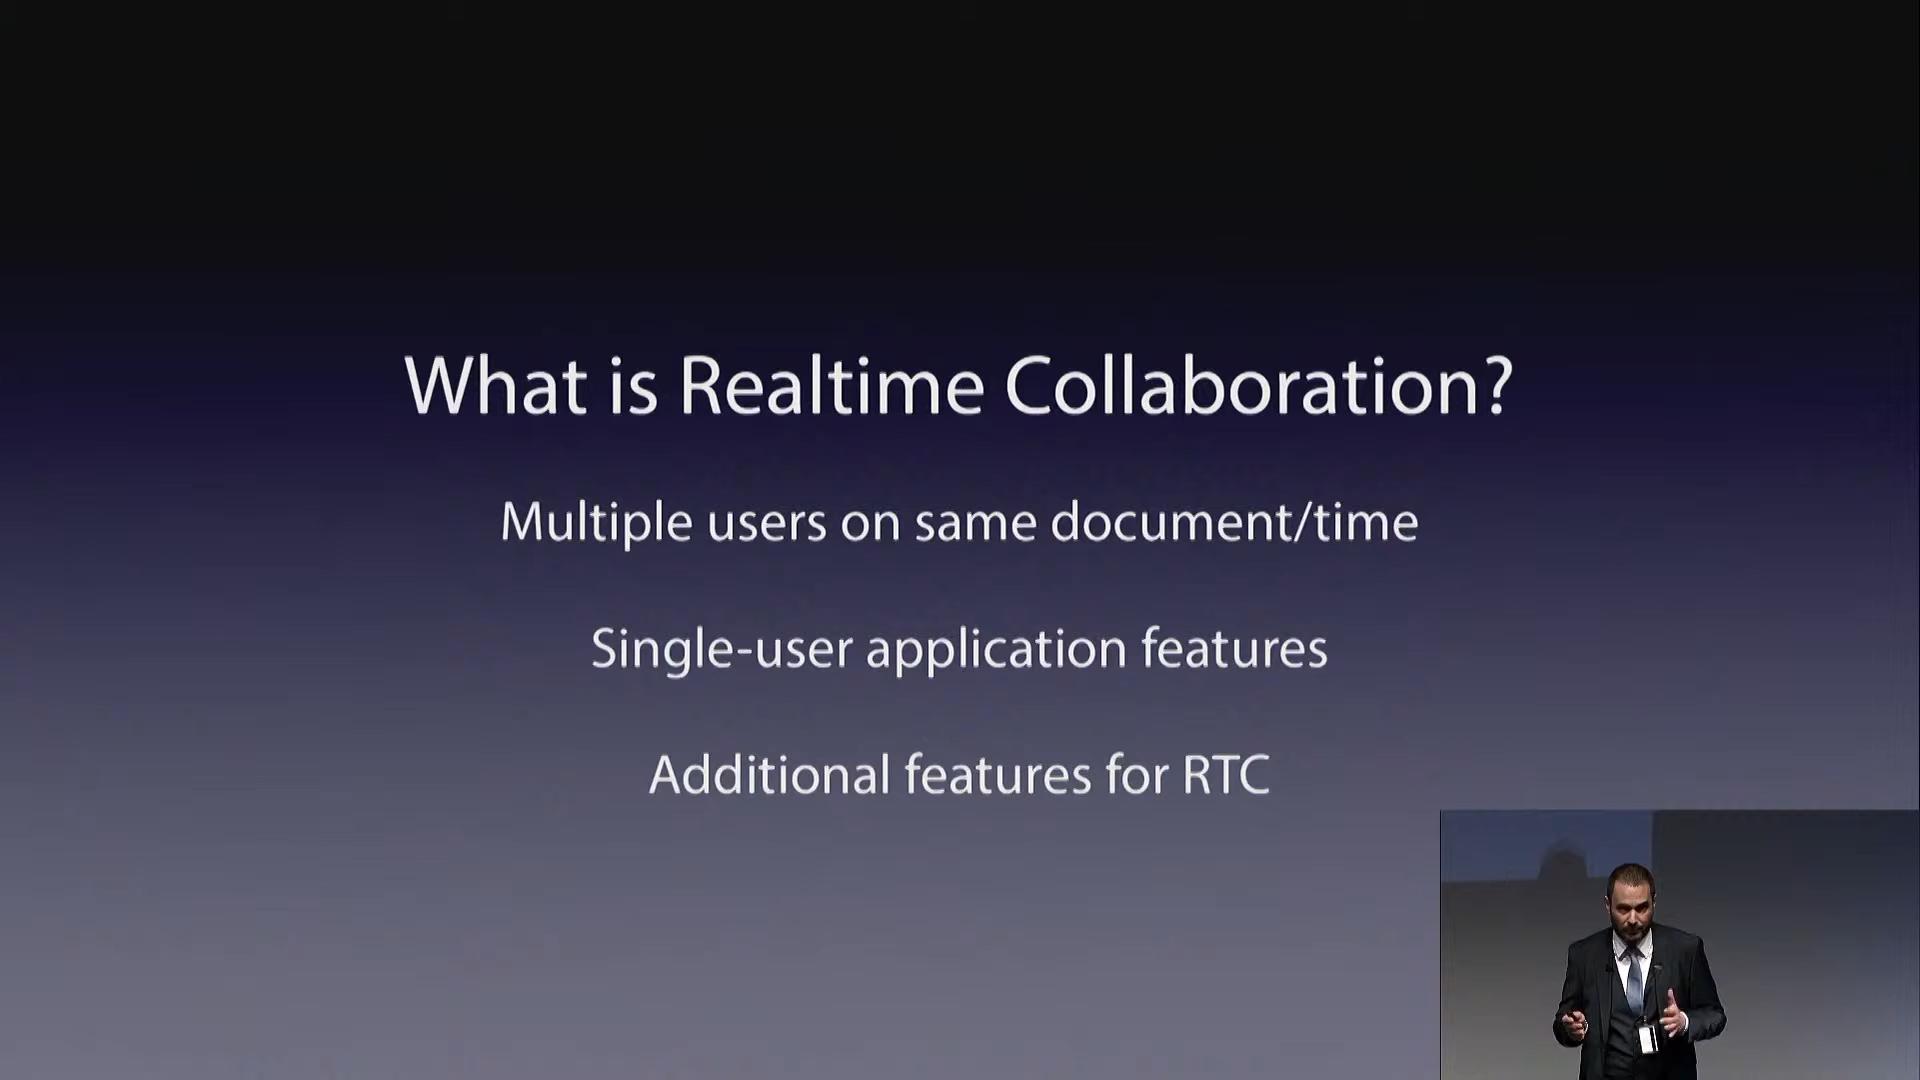 What is Realtime Collaboration?
Multiple users on same document/time
Single-user application features
Additional features for RTC